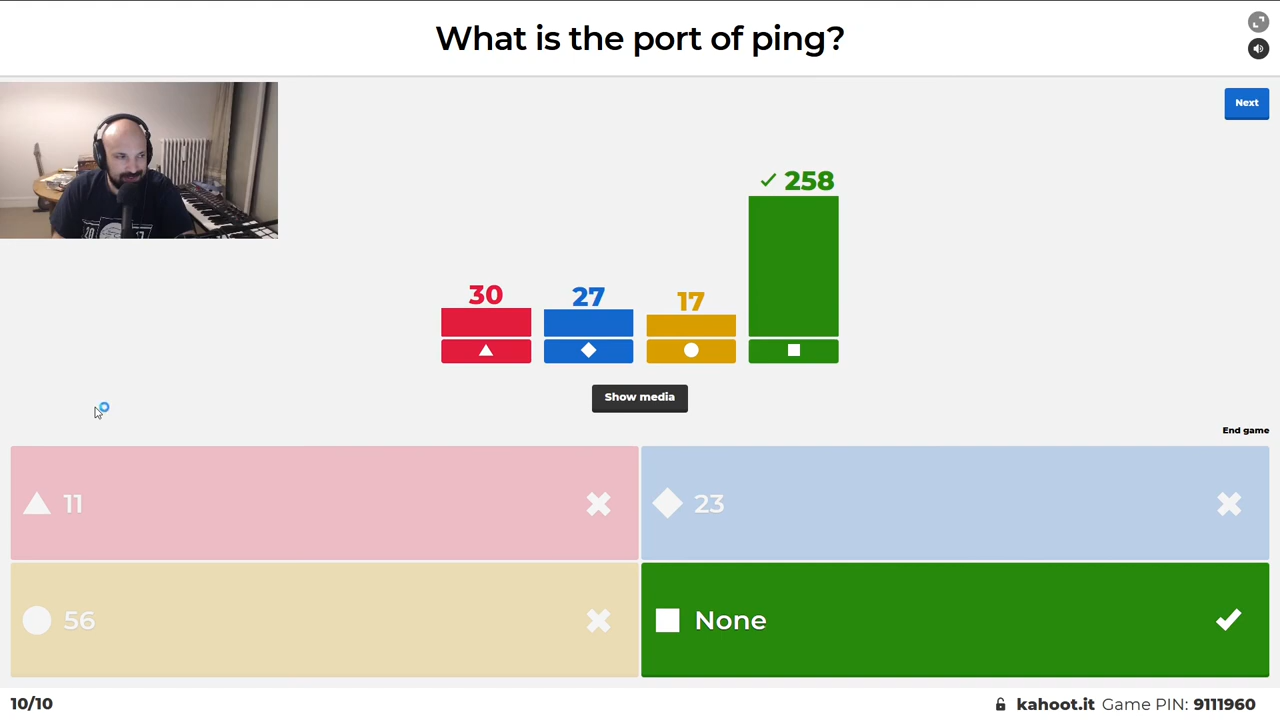 What is the port of ping?
Next
258
30
27
17
Show media
End game
11
23
56
None
10/10
kahoot.it Game PIN: 9111960